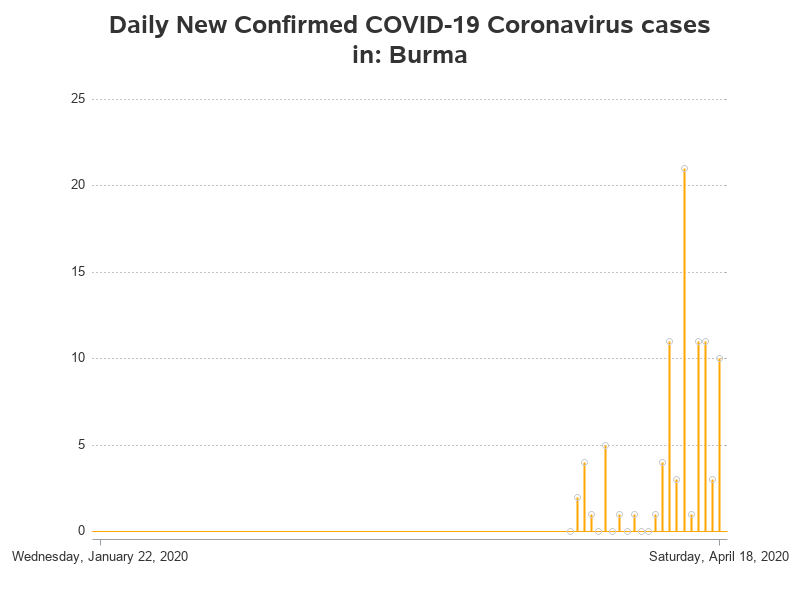 Daily New Confirmed COVID-19 Coronavirus cases
in: Burma
25
20
15
10
5
0
Wednesday, January 22, 2020
Saturday, April 18, 2020